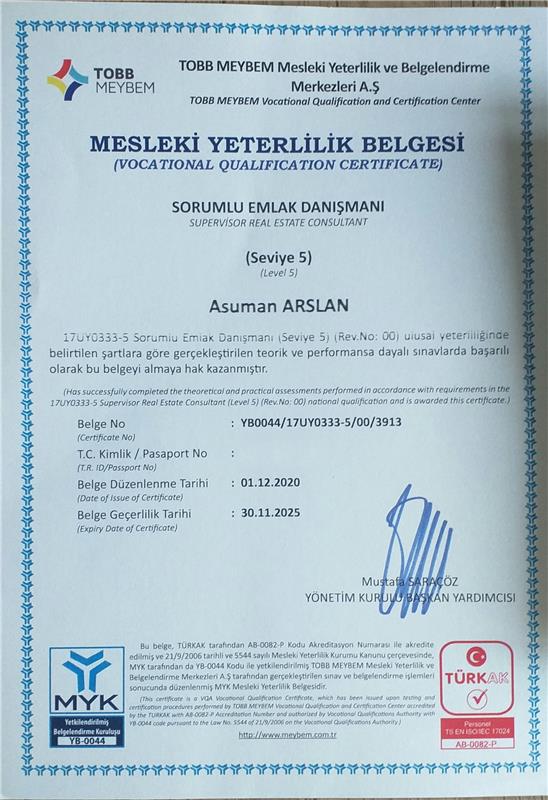 TOBB
MEYBEM
TOBB MEYBEM Mesleki Yeterlilik ve Belgelendirme
Merkezleri A.Ş
TOBB MEYBEM Vocational Qualification and Certification Center
MESLEKİ YETERLİLİK BELGESİ
(VOCATIONAL QUALIFICATION CERTIFICATE)
SORUMLU EMLAK DANIŞMANI
SUPERVİSOR REAL ESTATE CONSULTANT
(Seviye 5)
(Level 5)
Asuman ARSLAN
17UY0333-5 Sorumlu Emlak Danışmanı (Seviye 5) (Rev.No: 00) ulusal yeterliliğinde
belirtilen şartlara göre gerçekleştirilen teorik ve performansa dayalı sınavlarda başarılı
olarak bu belgeyi almaya hak kazanmıştır.
(Has successfully completed the theoretical and practical assessments performed in accordance with requirements in the
17UY0333-5 Supervisor Real Estate Consultant (Level 5) (Rev.No: 00) national qualification and is awarded this certificate.)
Belge No : YB0044/17UY0333-5/00/3913
(Certificate No)
T.C. Kimlik / Pasaport No :
(T.R. ID/Passport No)
Belge Düzenlenme Tarihi : 01.12.2020
(Date of Issue of Certificate)
Belge Geçerlilik Tarihi : 30.11.2025
(Expiry Date of Certificate)
Mustafa SARAÇÖZ
YÖNETİM KURULU BAŞKAN YARDIMCISI
Bu belge, TÜRKAK tarafından AB-0082-P Kodu Akreditasyon Numarası ile akredite
edilmiş ve 21/9/2006 tarihli ve 5544 sayılı Mesleki Yeterlilik Kurumu Kanunu çerçevesinde,
MYK tarafından da YB-0044 Kodu ile yetkilendirilmiş TOBB MEYBEM Mesleki Yeterlilik ve
Belgelendirme Merkezleri A.Ş tarafından gerçekleştirilen sınav ve belgelendirme işlemleri
sonucunda düzenlenmiş MYK Mesleki Yeterlilik Belgesidir.
(This certificate is a VQA Vocational Qualification Certificate, which has been issued upon testing and
certification procedures performed by TOBB MEYBEM Vocational Qualification and Certification Center accredited
by the TURKAK with AB-0082-P Accreditation Number and authorized by Vocational Qualifications Authority with
YB-0044 code pursuant to the Law No. 5544 of 21/9/2006 on the Vocational Qualifications Authority.)
http://www.meybem.com.tr
MYK
Yetkilendirilmiş
Belgelendirme Kuruluşu
YB-0044
TÜRKAK
Personel
TS EN ISO/IEC 17024
AB-0082-P